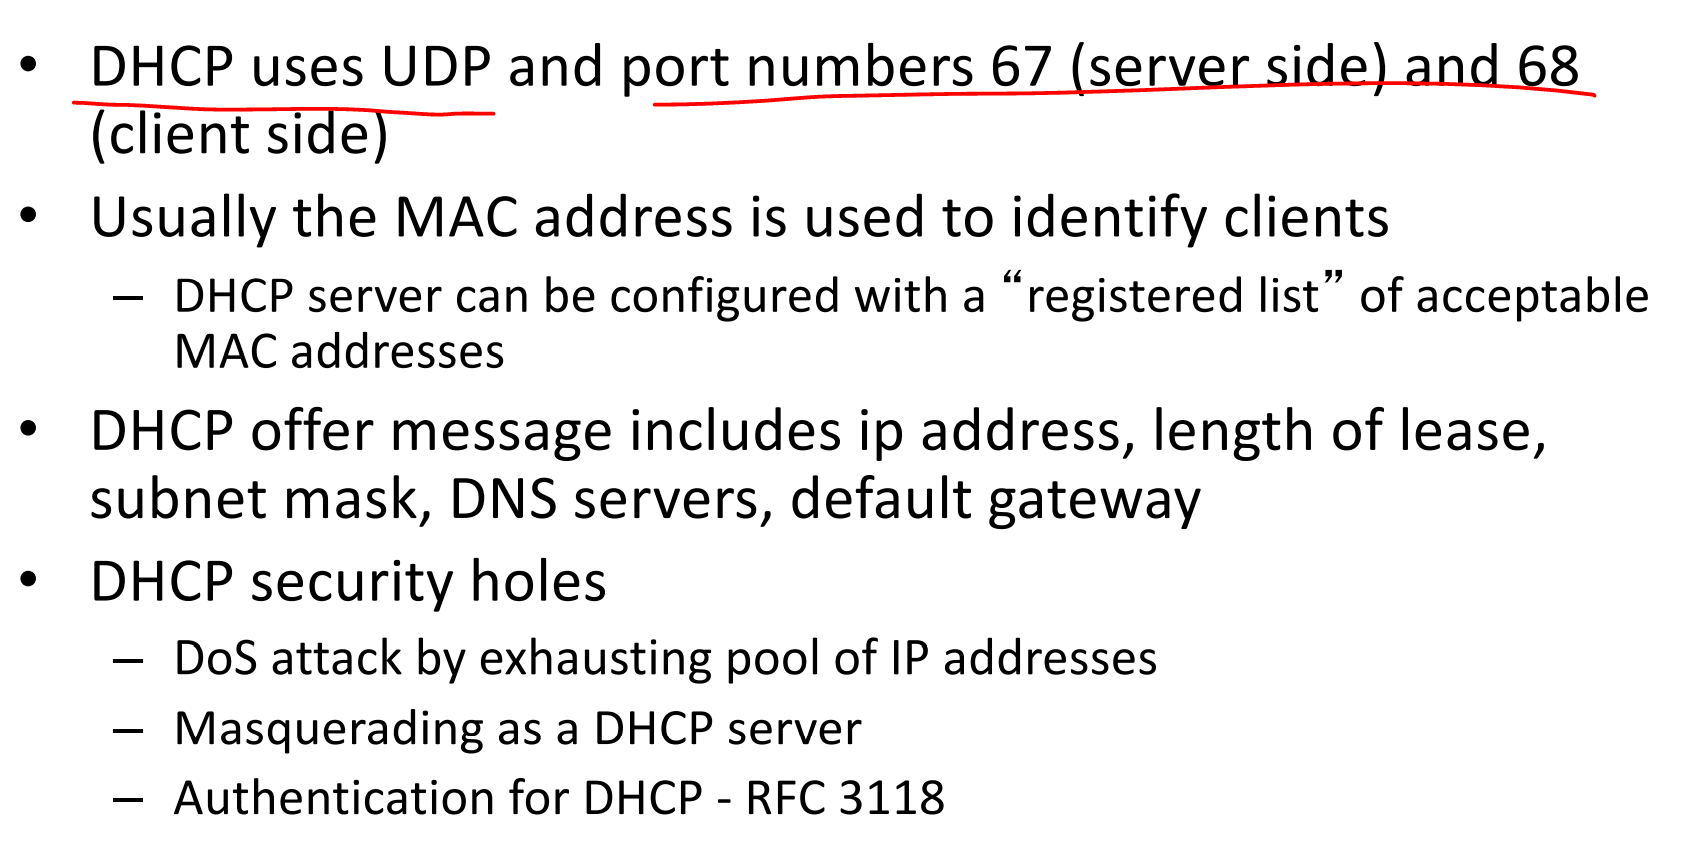 • DHCP uses UDP and port numbers 67 (server side) and 68
(client side)
• Usually the MAC address is used to identify clients
– DHCP server can be configured with a “registered list” of acceptable
MAC addresses
• DHCP offer message includes ip address, length of lease,
subnet mask, DNS servers, default gateway
• DHCP security holes
– DoS attack by exhausting pool of IP addresses
– Masquerading as a DHCP server
– Authentication for DHCP - RFC 3118